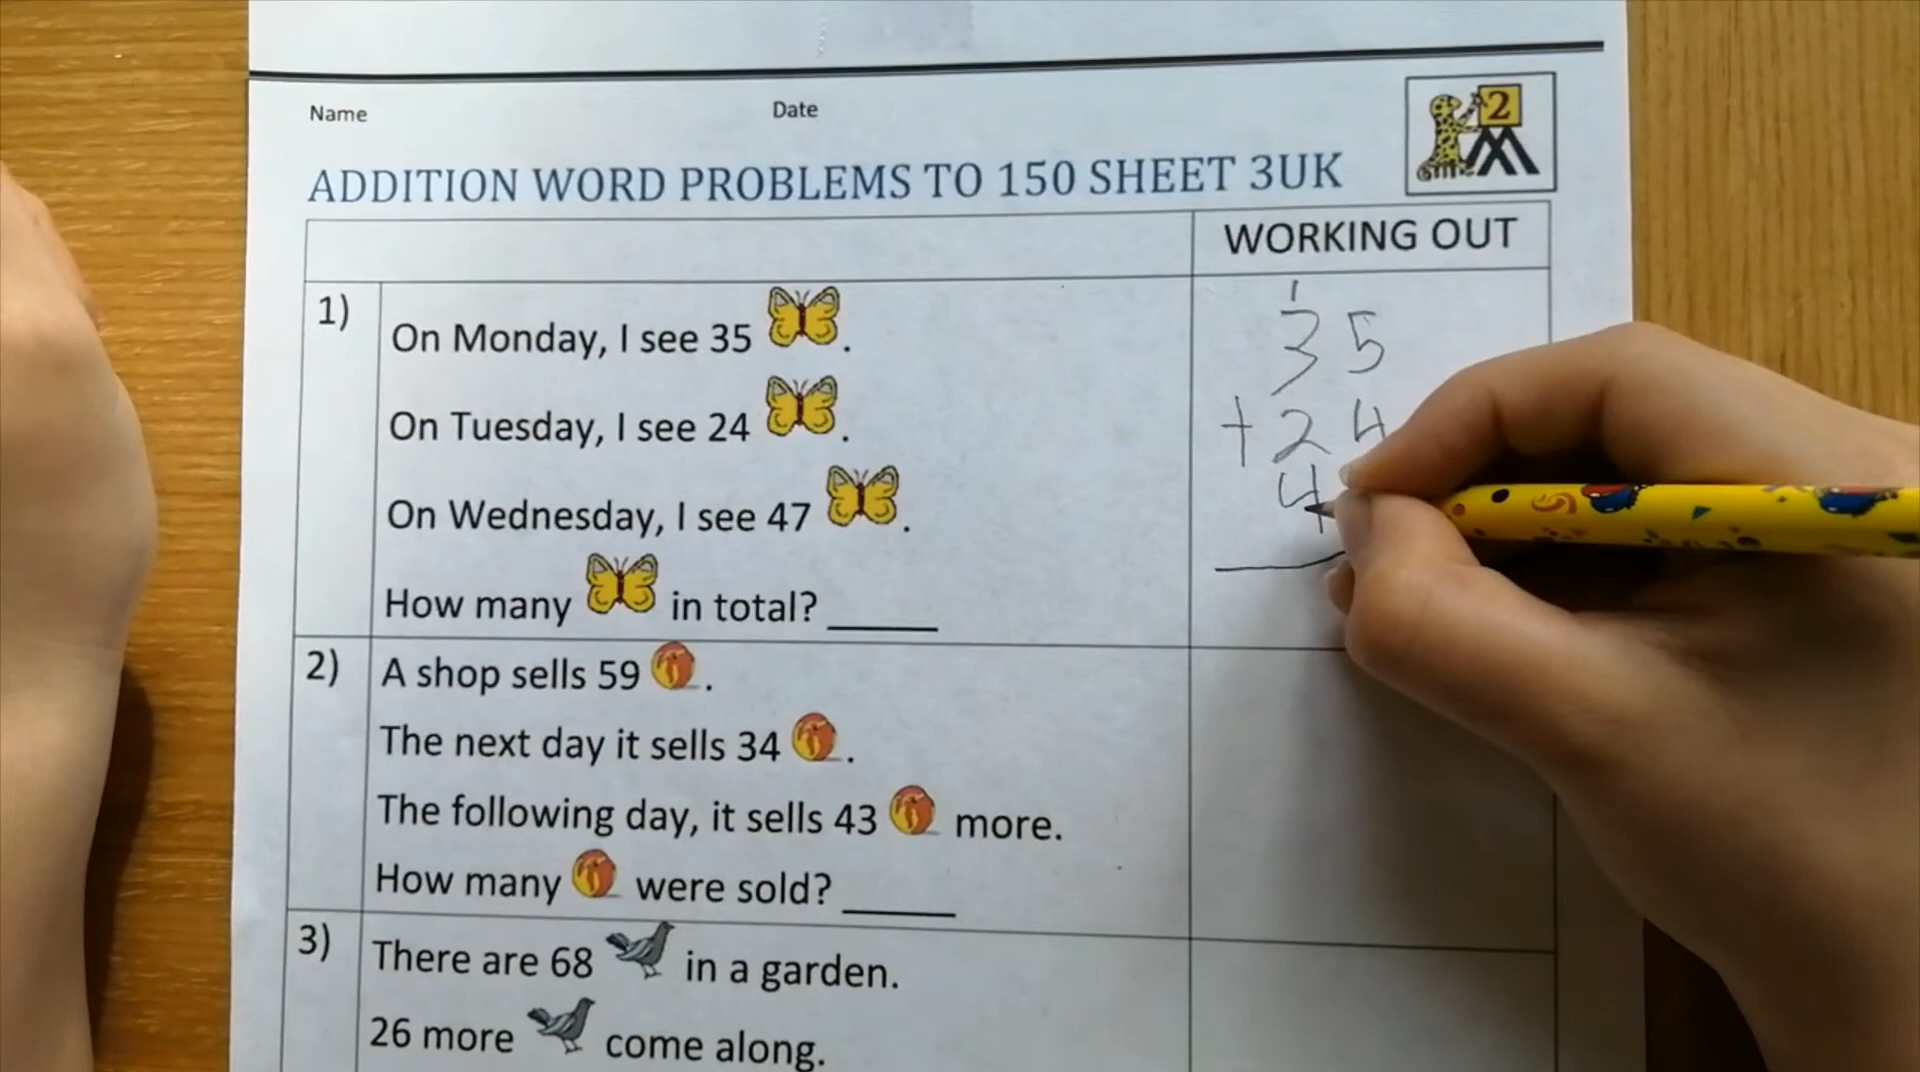 Name Date
2
ADDITION WORD PROBLEMS TO 150 SHEET 3UK
WORKING OUT
1)
On Monday, I see 35 .
On Tuesday, I see 24 .
On Wednesday, I see 47 .
How many in total? ______
1
35
+24
4
2)
A shop sells 59 .
The next day it sells 34 .
The following day, it sells 43 more.
How many were sold? ______
3)
There are 68 in a garden.
26 more come along.